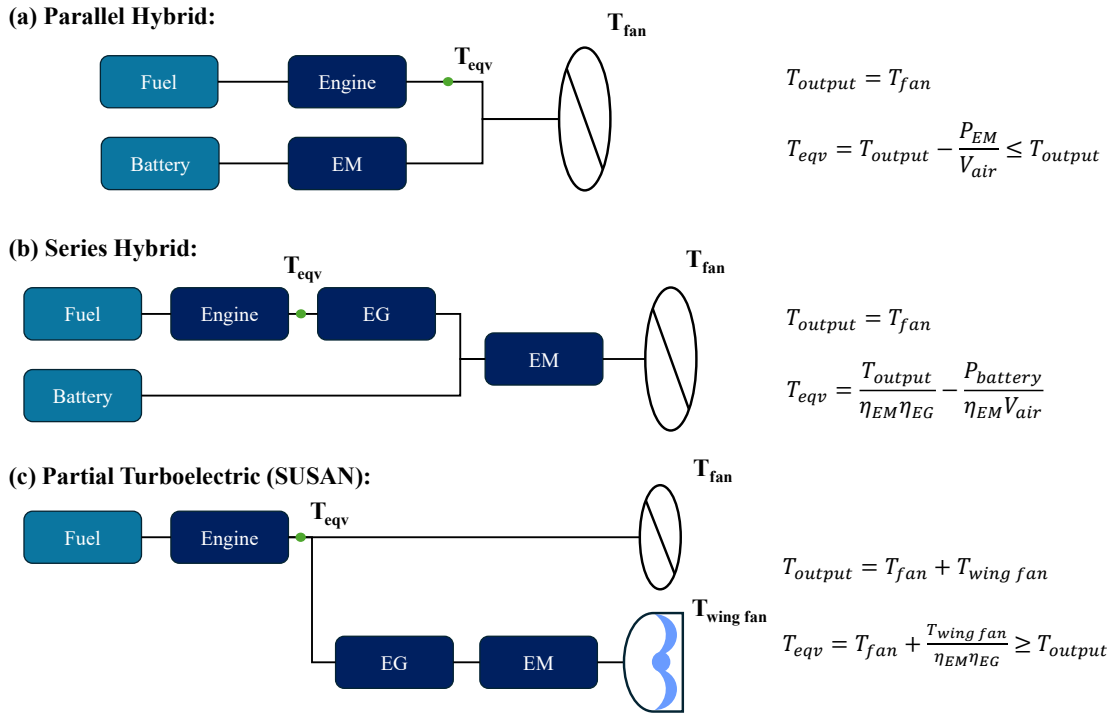 (a) Parallel Hybrid:
T_fan
T_eqv
Fuel
Engine
T_output = T_fan
Battery
EM
T_eqv = T_output − P_EM / V_air ≤ T_output
(b) Series Hybrid:
T_eqv
T_fan
Fuel
Engine
EG
T_output = T_fan
EM
Battery
T_eqv = T_output / η_EM η_EG − P_battery / η_EM V_air
(c) Partial Turboelectric (SUSAN):
T_fan
T_eqv
Fuel
Engine
T_output = T_fan + T_wing fan
T_wing fan
EG
EM
T_eqv = T_fan + T_wing fan / η_EM η_EG ≥ T_output